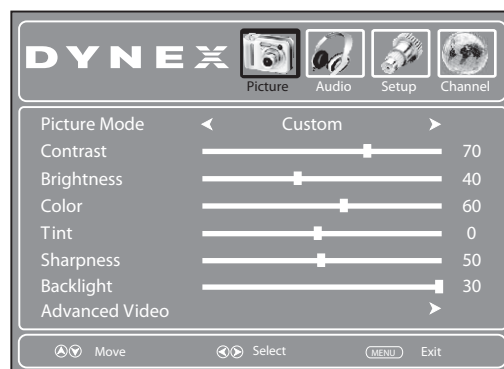 DYNEX
Picture Audio Setup Channel
Picture Mode Custom
Contrast 70
Brightness 40
Color 60
Tint 0
Sharpness 50
Backlight 30
Advanced Video
Move Select MENU Exit